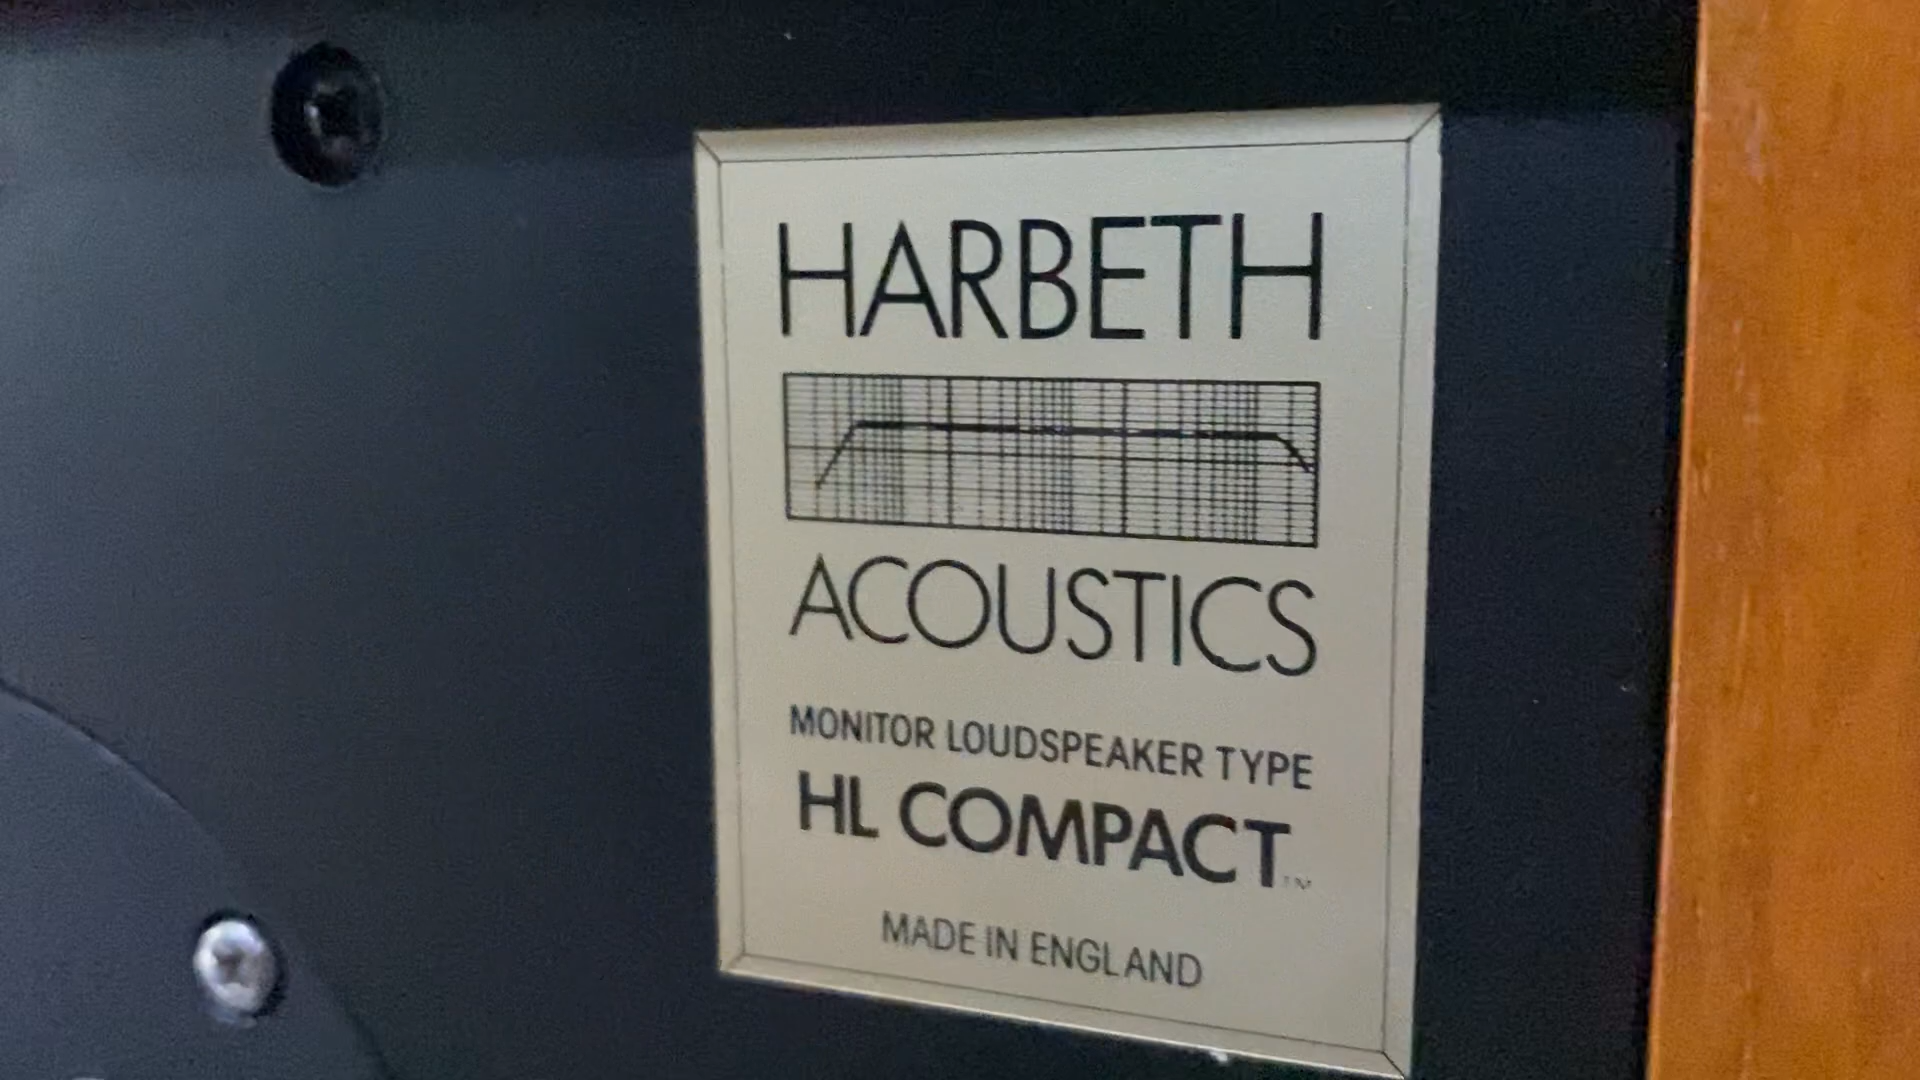 HARBETH
ACOUSTICS
MONITOR LOUDSPEAKER TYPE
HL COMPACT™
MADE IN ENGLAND